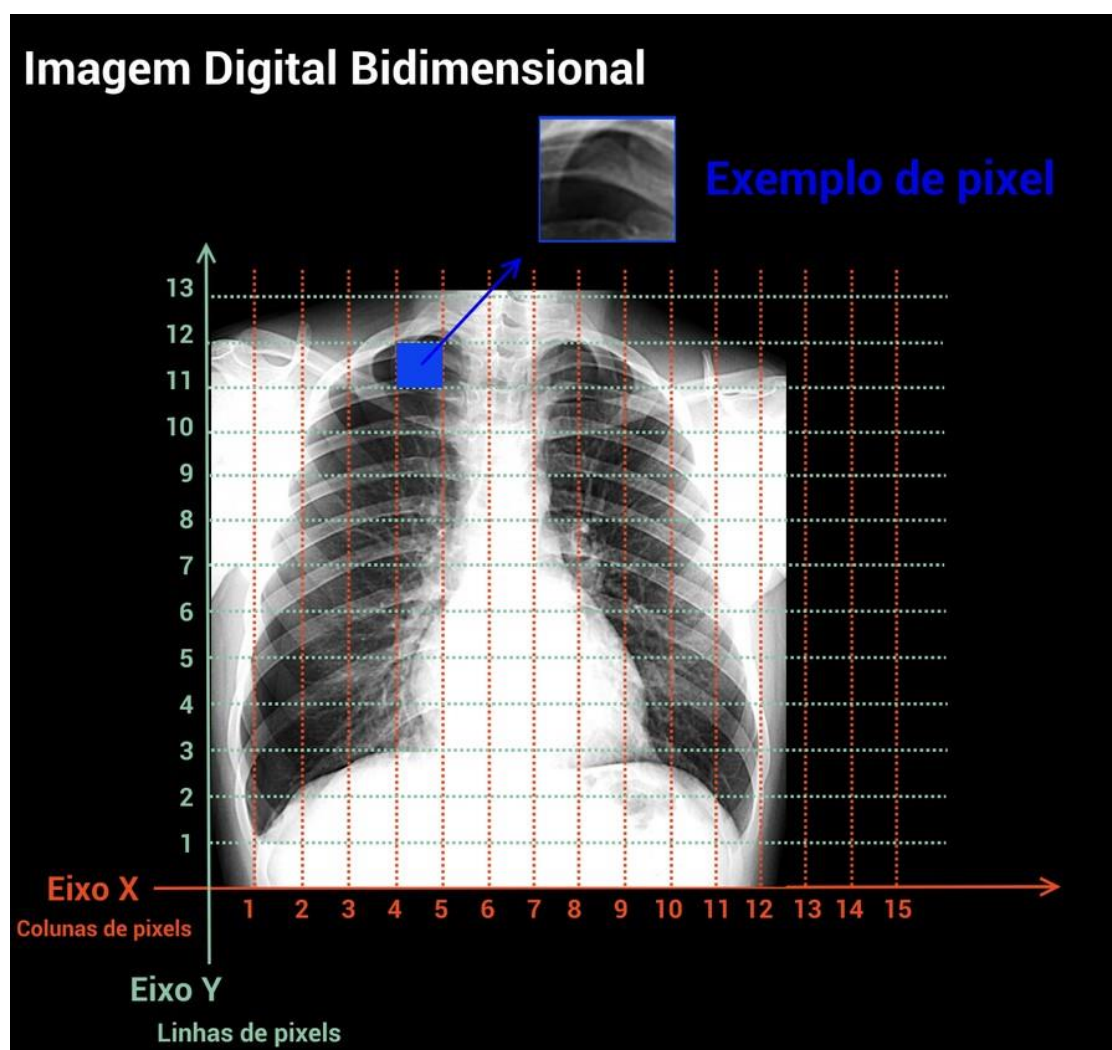 Imagem Digital Bidimensional
Exemplo de pixel
13
12
11
10
9
8
7
6
5
4
3
2
1
Eixo X
1 2 3 4 5 6 7 8 9 10 11 12 13 14 15
Colunas de pixels
Eixo Y
Linhas de pixels